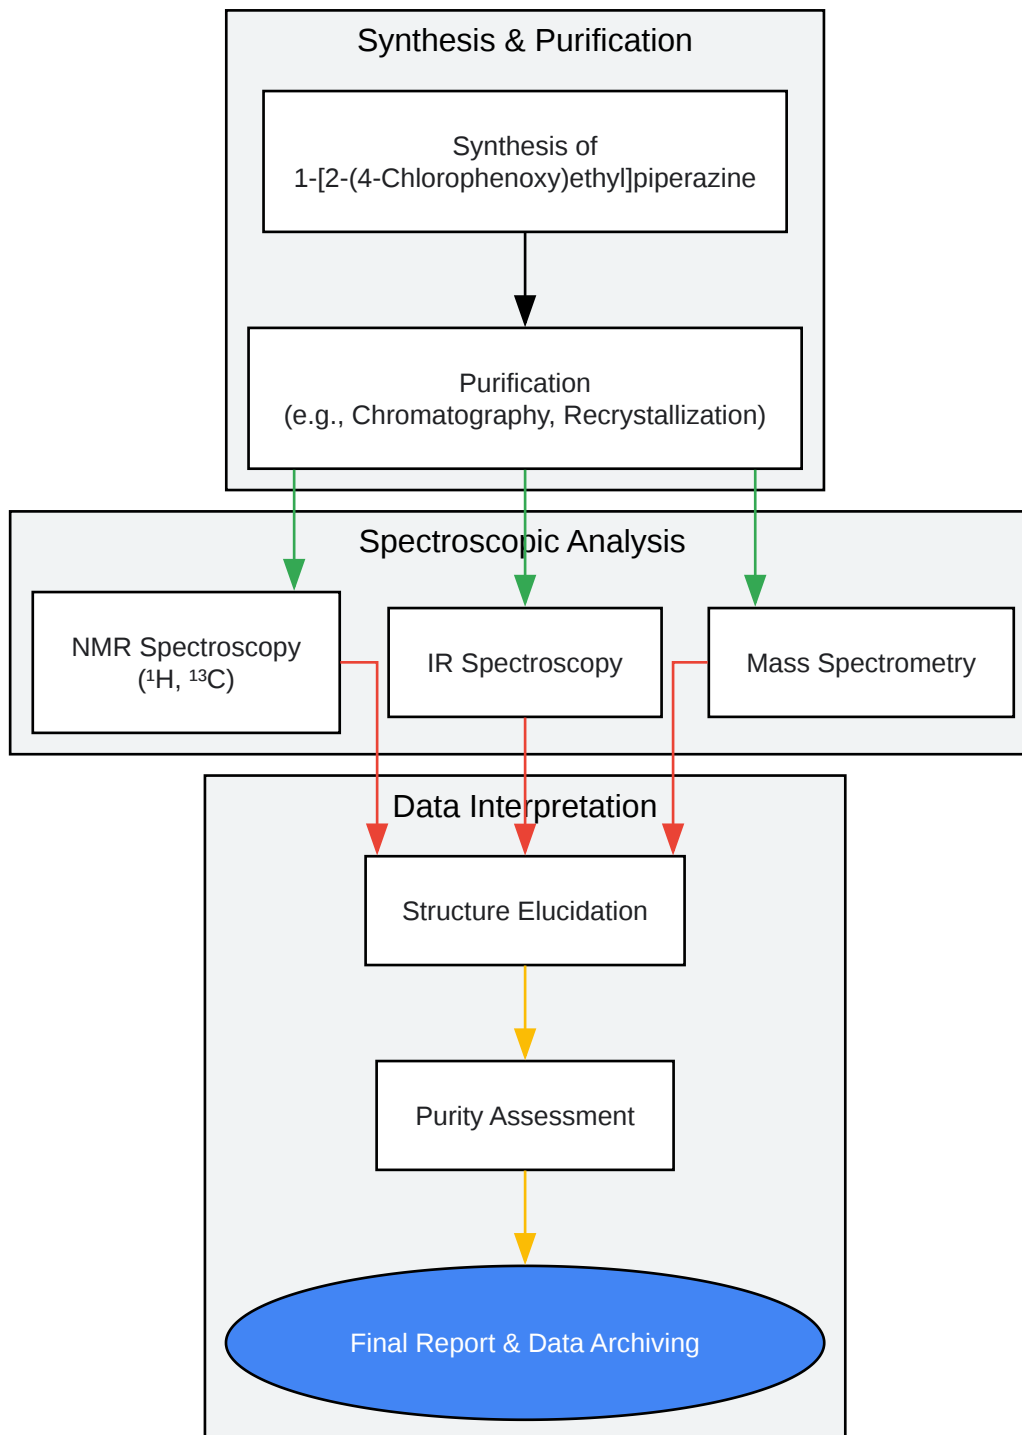 Synthesis & Purification
Synthesis of
1-[2-(4-Chlorophenoxy)ethyl]piperazine
Purification
(e.g., Chromatography, Recrystallization)
Spectroscopic Analysis
NMR Spectroscopy
(¹H, ¹³C)
IR Spectroscopy
Mass Spectrometry
Data Interpretation
Structure Elucidation
Purity Assessment
Final Report & Data Archiving